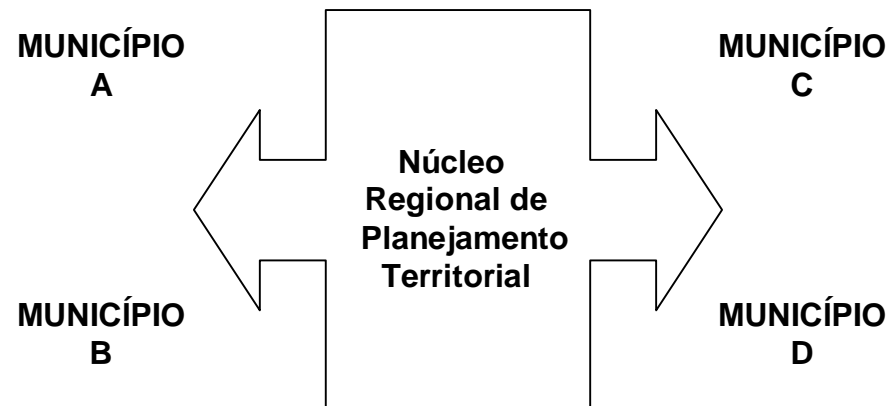 MUNICÍPIO
A
MUNICÍPIO
C
Núcleo
Regional de
Planejamento
Territorial
MUNICÍPIO
B
MUNICÍPIO
D